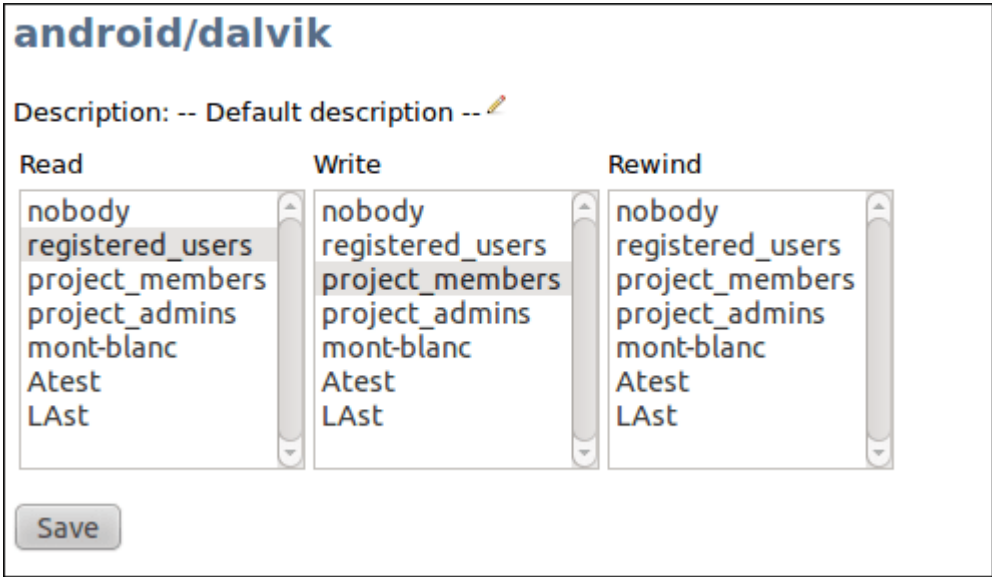 android/dalvik
Description: -- Default description --
Read Write Rewind
nobody nobody nobody
registered_users registered_users registered_users
project_members project_members project_members
project_admins project_admins project_admins
mont-blanc mont-blanc mont-blanc
Atest Atest Atest
LAst LAst LAst
Save